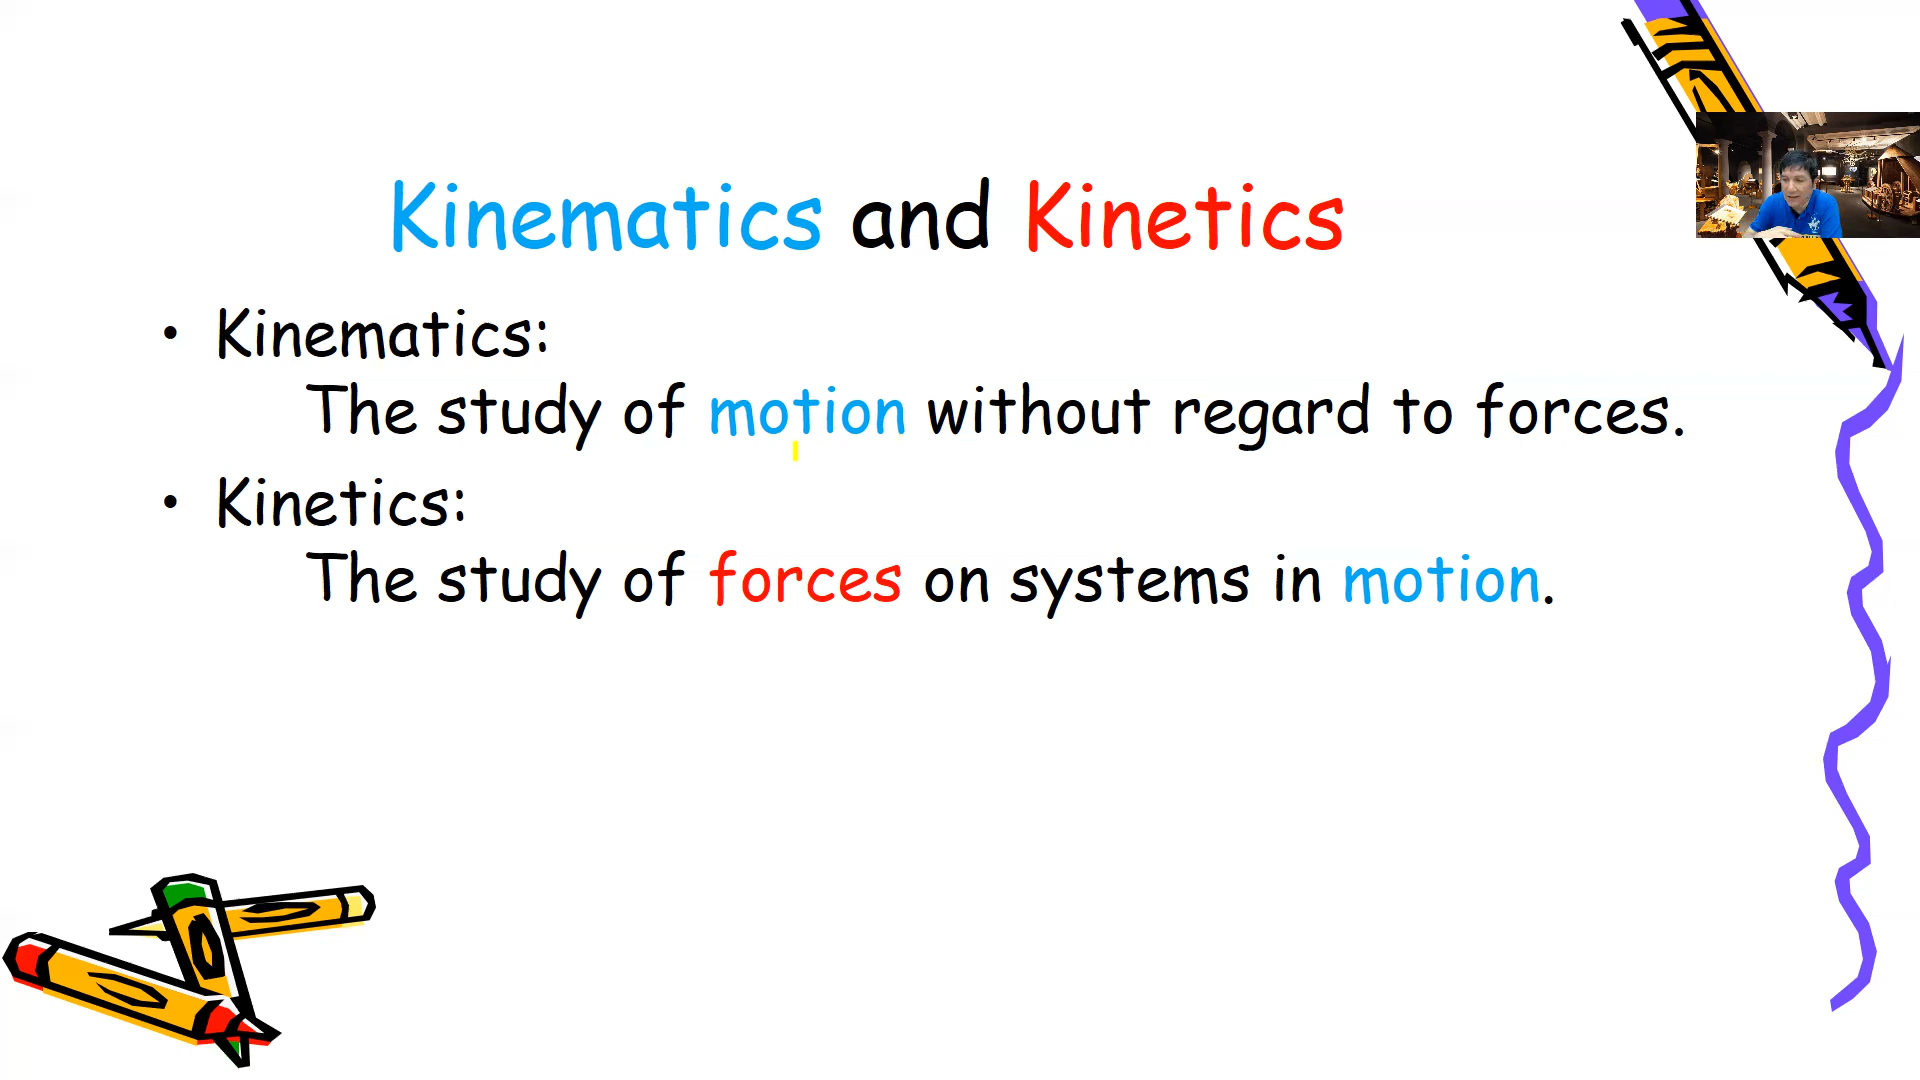 Kinematics and Kinetics
• Kinematics:
The study of motion without regard to forces.
• Kinetics:
The study of forces on systems in motion.